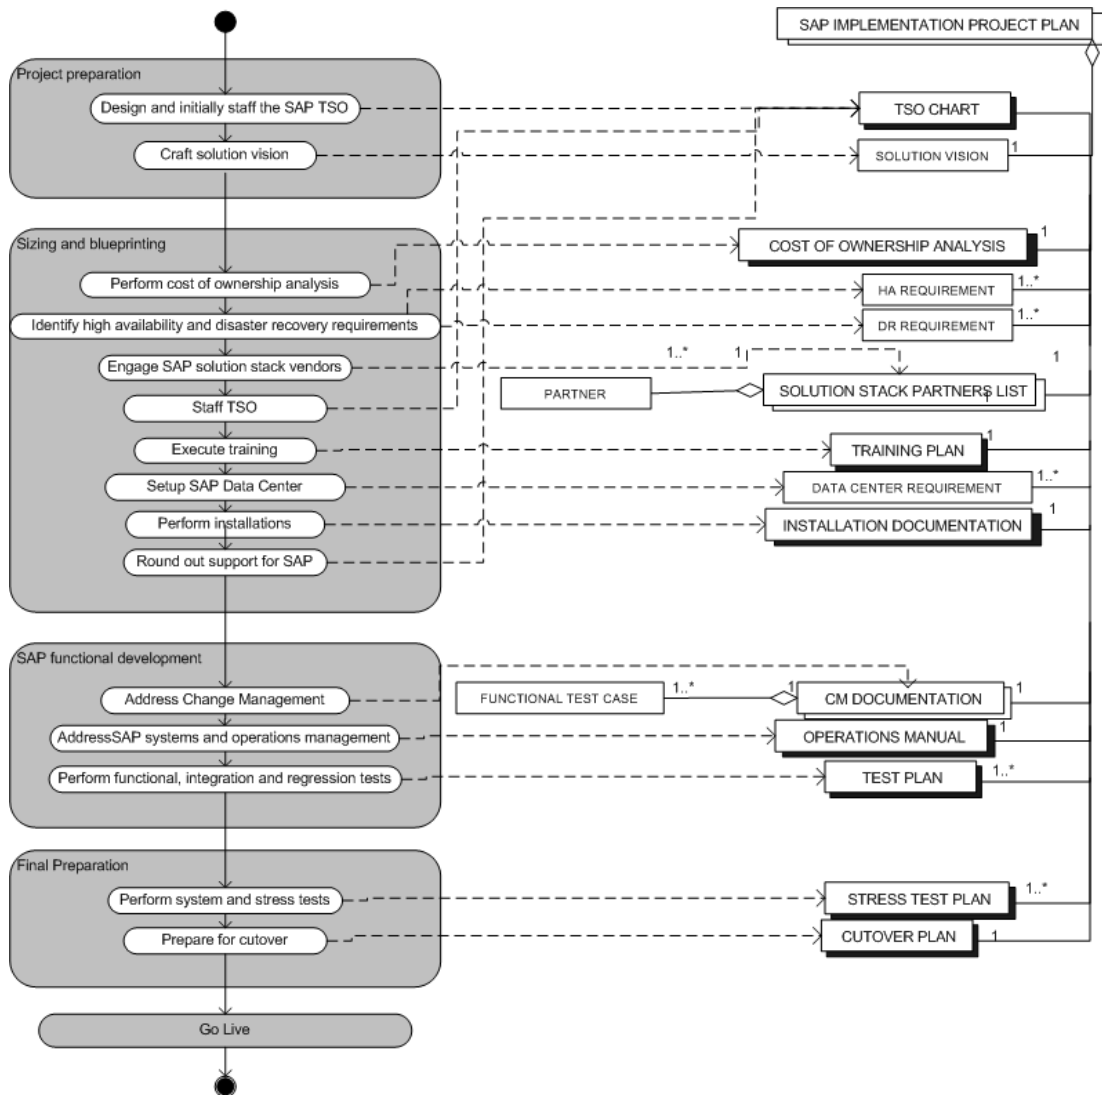 SAP IMPLEMENTATION PROJECT PLAN
Project preparation
Design and initially staff the SAP TSO
TSO CHART
Craft solution vision
SOLUTION VISION
1
Sizing and blueprinting
COST OF OWNERSHIP ANALYSIS
1
Perform cost of ownership analysis
HA REQUIREMENT
1..*
Identify high availability and disaster recovery requirements
DR REQUIREMENT
1..*
Engage SAP solution stack vendors
1..*
1
1
PARTNER
SOLUTION STACK PARTNERS LIST
1
Staff TSO
Execute training
TRAINING PLAN
1
Setup SAP Data Center
DATA CENTER REQUIREMENT
1..*
Perform installations
INSTALLATION DOCUMENTATION
1
Round out support for SAP
SAP functional development
Address Change Management
FUNCTIONAL TEST CASE
1..*
1
CM DOCUMENTATION
1
AddressSAP systems and operations management
OPERATIONS MANUAL
1
Perform functional, integration and regression tests
TEST PLAN
1..*
Final Preparation
Perform system and stress tests
STRESS TEST PLAN
1..*
Prepare for cutover
CUTOVER PLAN
1
Go Live